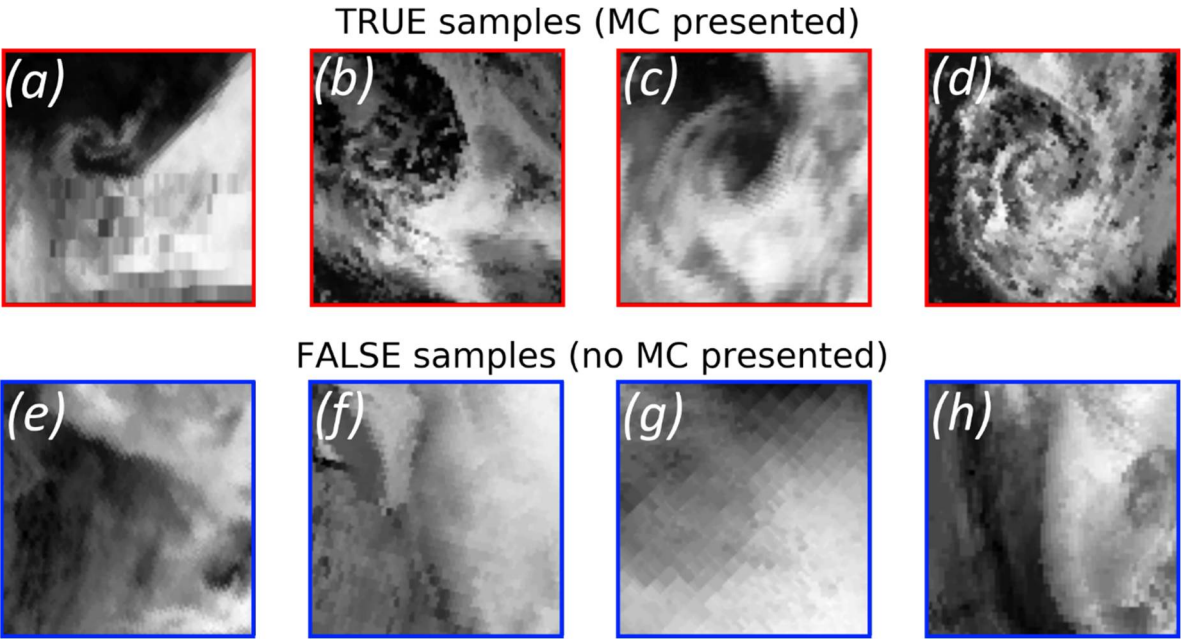 TRUE samples (MC presented)
(a) (b) (c) (d)
FALSE samples (no MC presented)
(e) (f) (g) (h)